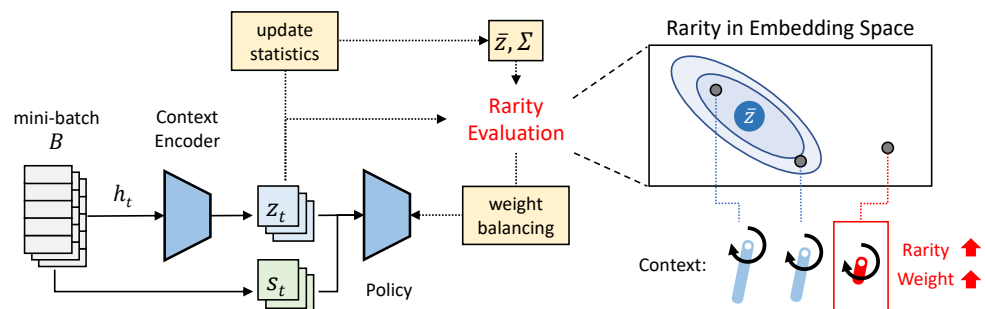 update
statistics
z̄, Σ
Rarity in Embedding Space
mini-batch
B
Context
Encoder
Rarity
Evaluation
z̄
h_t
z_t
weight
balancing
s_t
Policy
Context:
Rarity
Weight